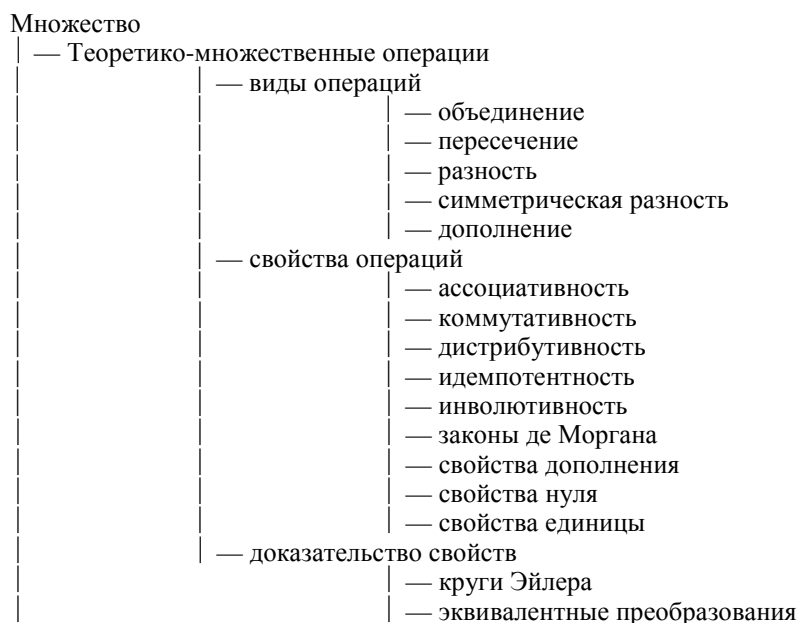 Множество
— Теоретико-множественные операции
— виды операций
— объединение
— пересечение
— разность
— симметрическая разность
— дополнение
— свойства операций
— ассоциативность
— коммутативность
— дистрибутивность
— идемпотентность
— инволютивность
— законы де Моргана
— свойства дополнения
— свойства нуля
— свойства единицы
— доказательство свойств
— круги Эйлера
— эквивалентные преобразования